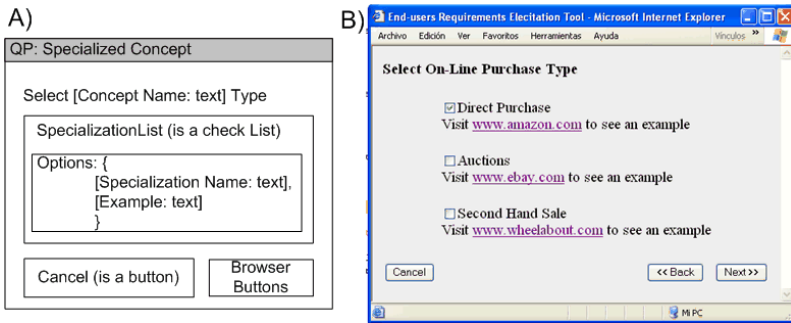 A)
QP: Specialized Concept
Select [Concept Name: text] Type
SpecializationList (is a check List)
Options: {
[Specialization Name: text],
[Example: text]
}
Cancel (is a button)
Browser
Buttons
B)
End-users Requirements Elecitation Tool - Microsoft Internet Explorer
Archivo Edición Ver Favoritos Herramientas Ayuda Vínculos »
Select On-Line Purchase Type
Direct Purchase
Visit www.amazon.com to see an example
Auctions
Visit www.ebay.com to see an example
Second Hand Sale
Visit www.wheelabout.com to see an example
Cancel << Back Next >>
Mi PC